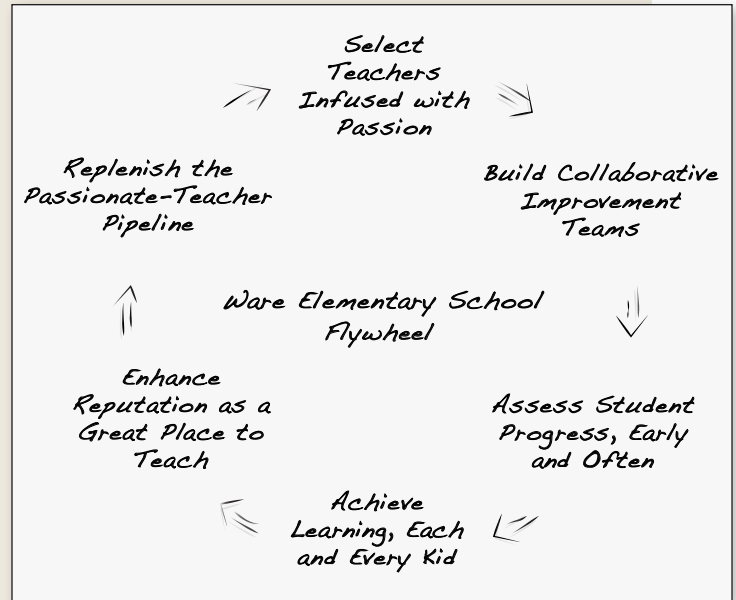 Select
Teachers
Infused with
Passion
Build Collaborative
Improvement
Teams
Assess Student
Progress, Early
and Often
Achieve
Learning, Each
and Every Kid
Enhance
Reputation as a
Great Place to
Teach
Replenish the
Passionate-Teacher
Pipeline
Ware Elementary School
Flywheel